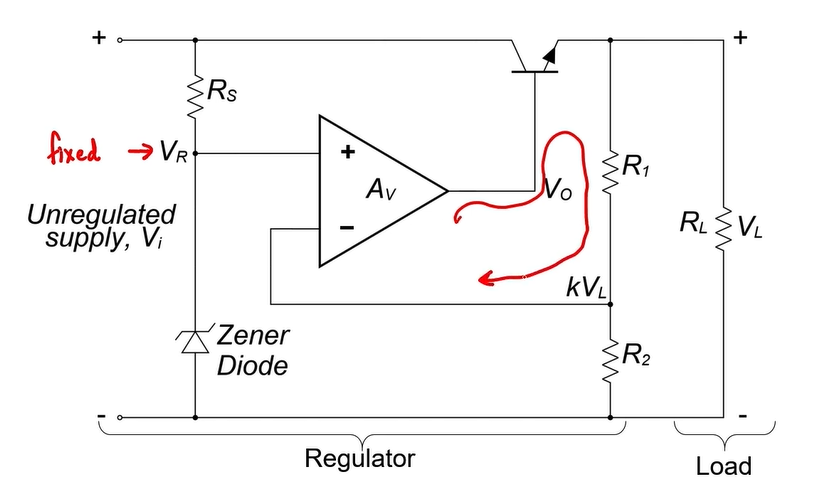 +
+
R_S
fixed → V_R
+
A_V
−
V_O
R_1
Unregulated
supply, V_i
R_L
V_L
kV_L
Zener
Diode
R_2
-
-
Regulator
Load